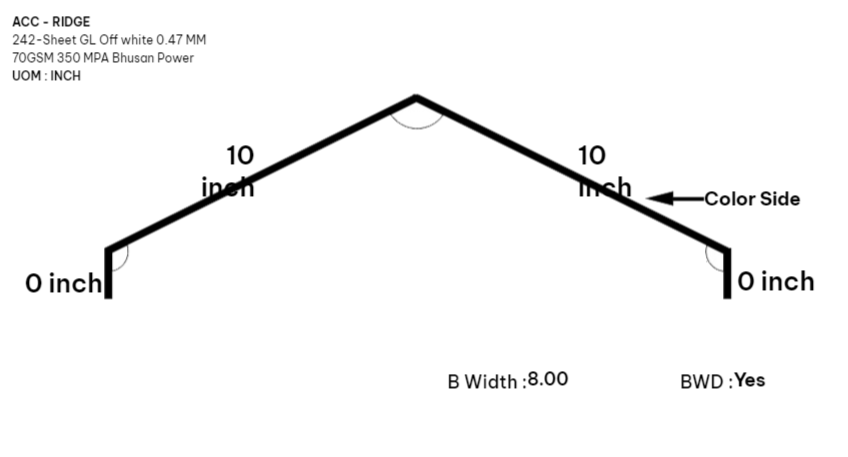 ACC - RIDGE
242-Sheet GL Off white 0.47 MM
70GSM 350 MPA Bhusan Power
UOM : INCH
10
inch
10
inch
Color Side
0 inch
0 inch
B Width :8.00
BWD :Yes